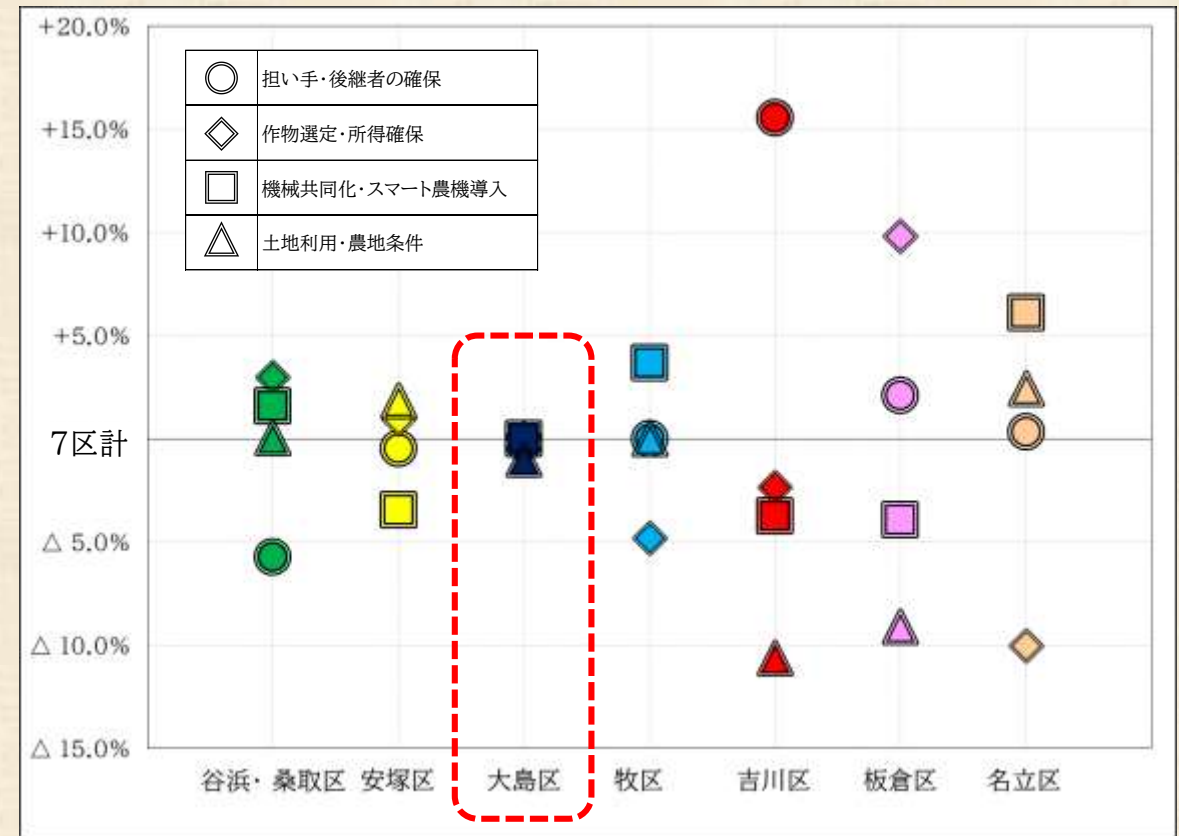 +20.0%
担い手・後継者の確保
作物選定・所得確保
機械共同化・スマート農機導入
土地利用・農地条件
+15.0%
+10.0%
+5.0%
7区計
△ 5.0%
△ 10.0%
△ 15.0%
谷浜・桑取区 安塚区 大島区 牧区 吉川区 板倉区 名立区